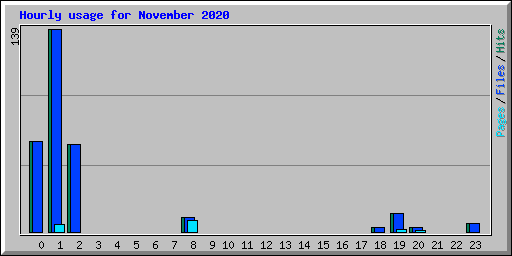 Hourly usage for November 2020
139
Pages/Files/Hits
0 1 2 3 4 5 6 7 8 9 10 11 12 13 14 15 16 17 18 19 20 21 22 23